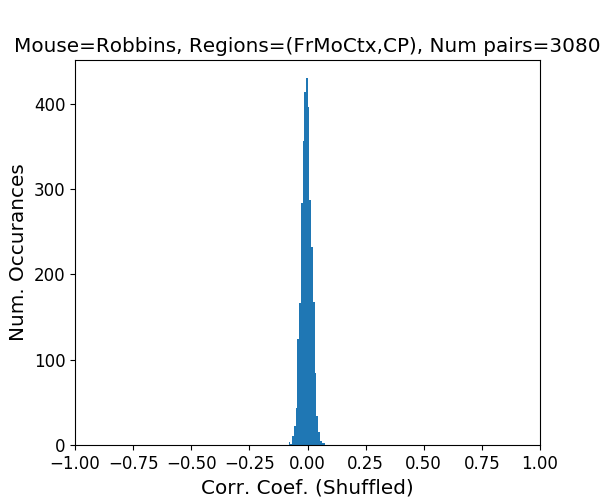 Mouse=Robbins, Regions=(FrMoCtx,CP), Num pairs=3080
400
300
200
100
0
Num. Occurances
−1.00 −0.75 −0.50 −0.25 0.00 0.25 0.50 0.75 1.00
Corr. Coef. (Shuffled)